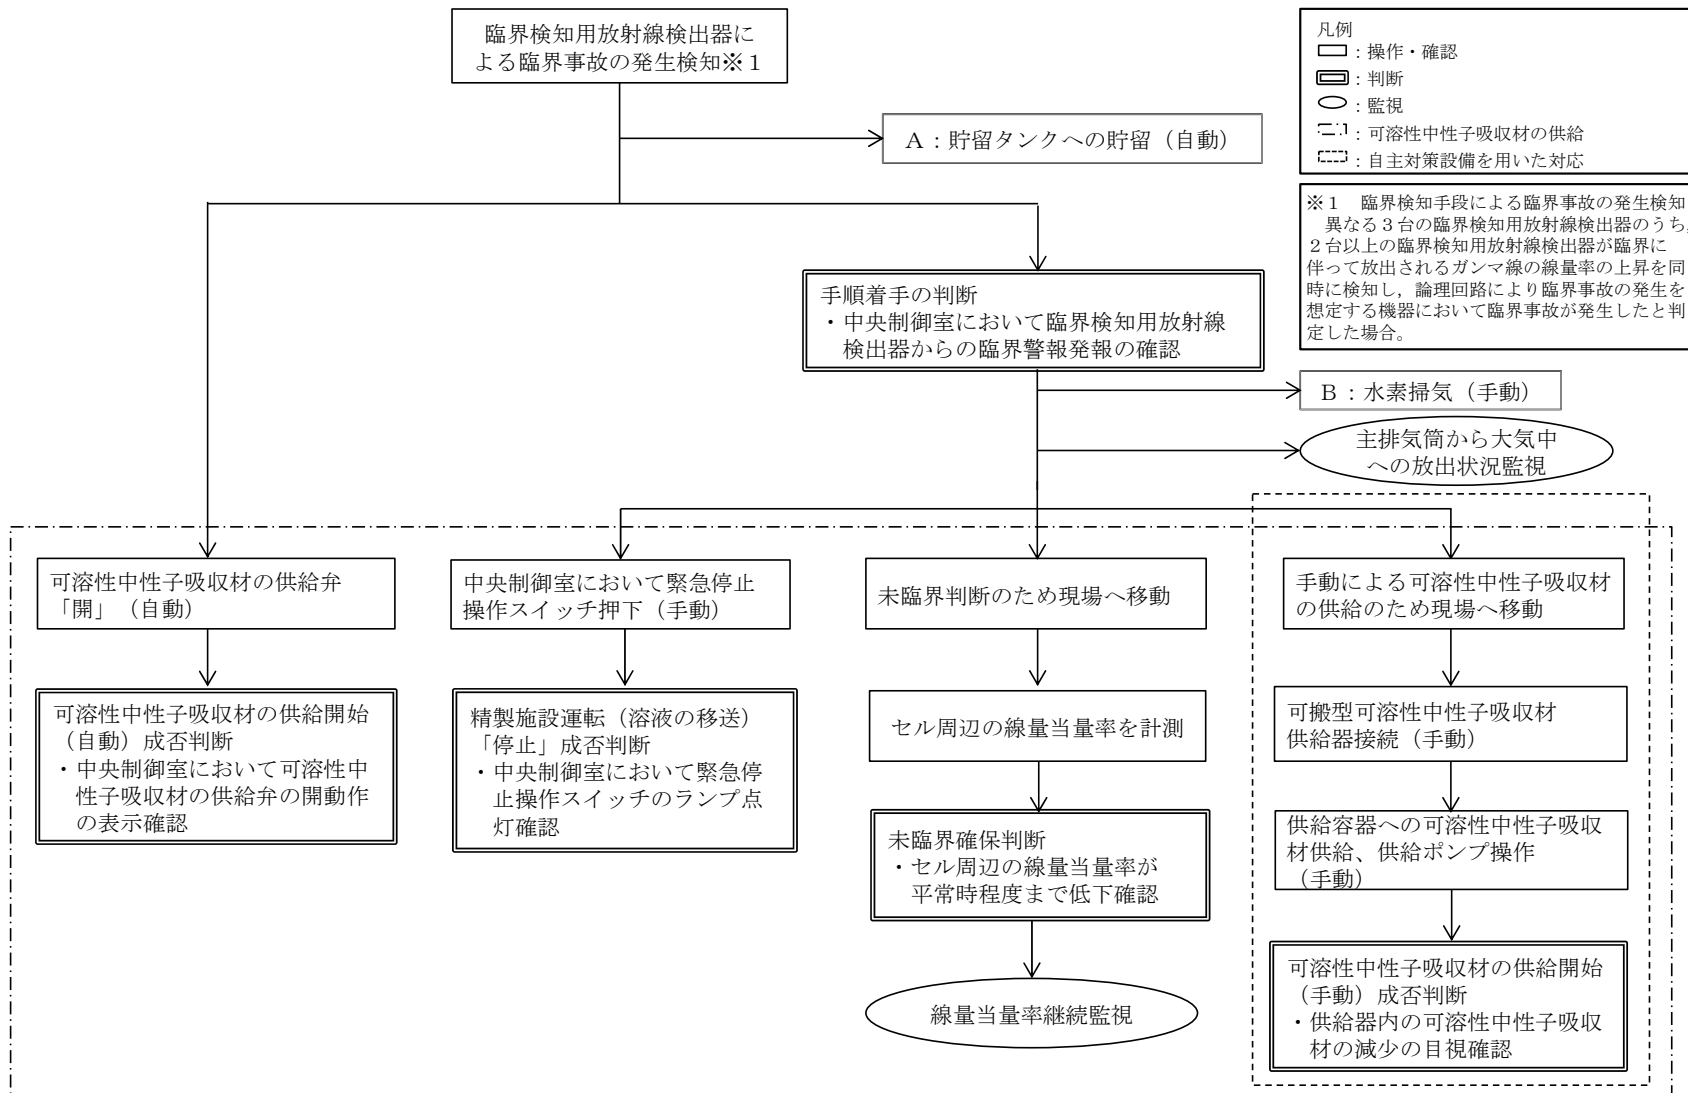 臨界検知用放射線検出器に
よる臨界事故の発生検知※１
凡例
：操作・確認
：判断
：監視
：可溶性中性子吸収材の供給
：自主対策設備を用いた対応
Ａ：貯留タンクへの貯留（自動）
※１　臨界検知手段による臨界事故の発生検知
異なる３台の臨界検知用放射線検出器のうち，
２台以上の臨界検知用放射線検出器が臨界に
伴って放出されるガンマ線の線量率の上昇を同
時に検知し，論理回路により臨界事故の発生を
想定する機器において臨界事故が発生したと判
定した場合。
手順着手の判断
・中央制御室において臨界検知用放射線
検出器からの臨界警報発報の確認
Ｂ：水素掃気（手動）
主排気筒から大気中
への放出状況監視
可溶性中性子吸収材の供給弁
「開」（自動）
中央制御室において緊急停止
操作スイッチ押下（手動）
未臨界判断のため現場へ移動
手動による可溶性中性子吸収材
の供給のため現場へ移動
可溶性中性子吸収材の供給開始
（自動）成否判断
・中央制御室において可溶性中
性子吸収材の供給弁の開動作
の表示確認
精製施設運転（溶液の移送）
「停止」成否判断
・中央制御室において緊急停
止操作スイッチのランプ点
灯確認
セル周辺の線量当量率を計測
可搬型可溶性中性子吸収材
供給器接続（手動）
未臨界確保判断
・セル周辺の線量当量率が
平常時程度まで低下確認
供給容器への可溶性中性子吸収
材供給、供給ポンプ操作
（手動）
線量当量率継続監視
可溶性中性子吸収材の供給開始
（手動）成否判断
・供給器内の可溶性中性子吸収
材の減少の目視確認